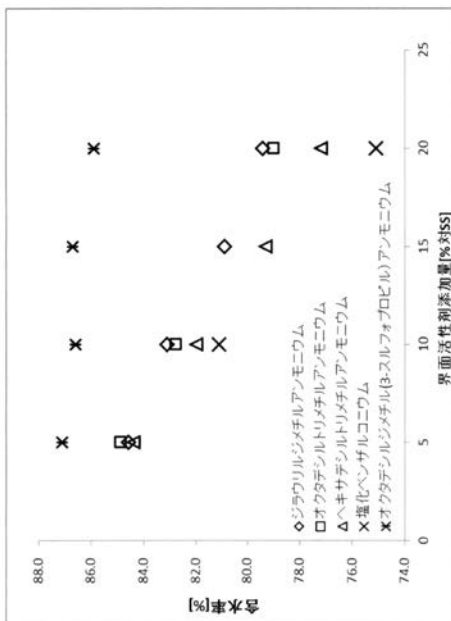 88.0
86.0
84.0
82.0
80.0
78.0
76.0
74.0
含水率[%]
0
5
10
15
20
25
界面活性剤添加量[%対SS]
◇ジラウリルジメチルアンモニウム
□オクタデシルトリメチルアンモニウム
△ヘキサデシルトリメチルアンモニウム
×塩化ベンザルコニウム
ж オクタデシルジメチル(3-スルフォプロピル)アンモニウム